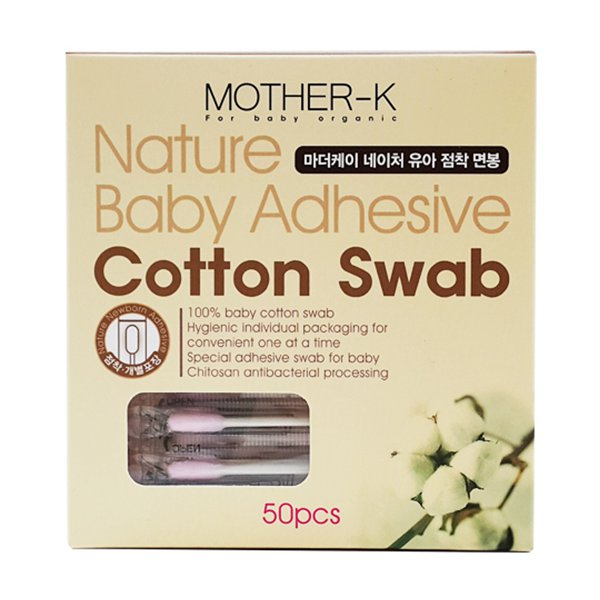 MOTHER-K
For baby organic
Nature
마더케이 네이처 유아 점착 면봉
Baby Adhesive
Cotton Swab
Nature Newborn Adhesive
점착·개별포장
100% baby cotton swab
Hygienic individual packaging for
convenient one at a time
Special adhesive swab for baby
Chitosan antibacterial processing
OPEN
OPEN
50pcs